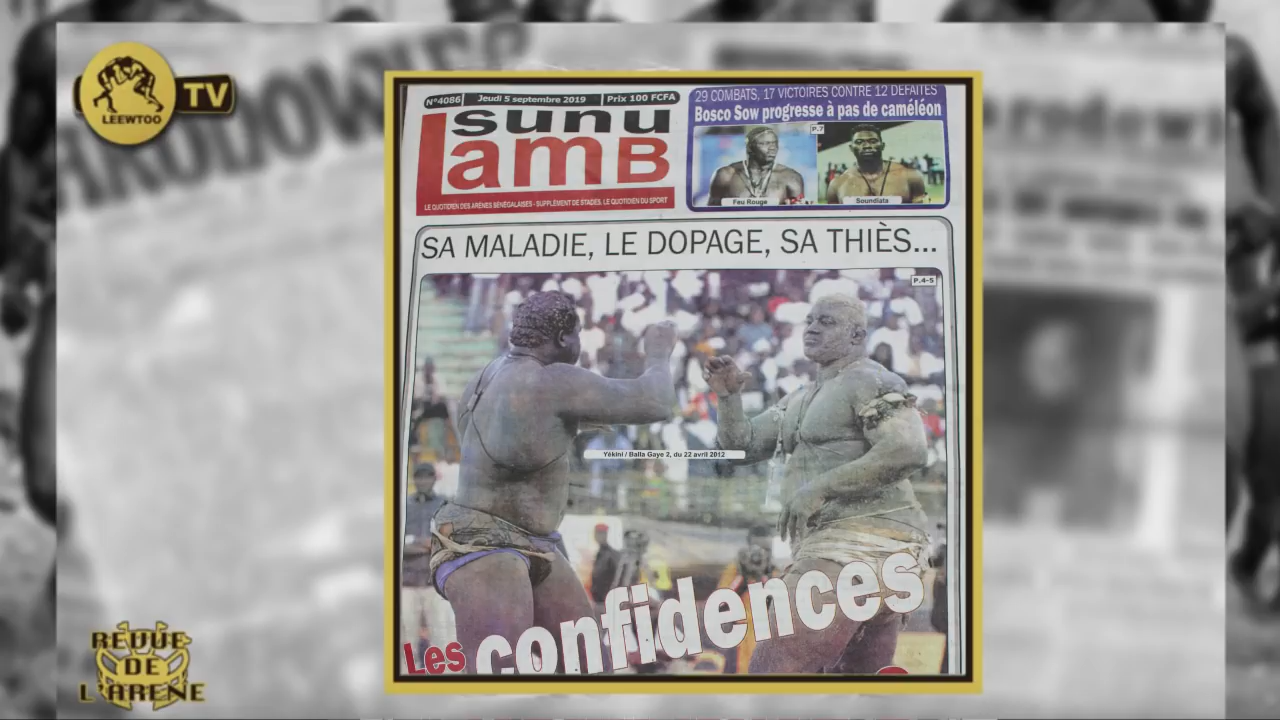 LEEWTOO
TV
N°4086
Jeudi 5 septembre 2019
Prix 100 FCFA
sunu
Lamb
LE QUOTIDIEN DES ARÈNES SÉNÉGALAISES - SUPPLÉMENT DE STADES, LE QUOTIDIEN DU SPORT
29 COMBATS, 17 VICTOIRES CONTRE 12 DÉFAITES
Bosco Sow progresse à pas de caméléon
P.7
Feu Rouge
Soundiata
SA MALADIE, LE DOPAGE, SA THIÈS...
P.4-5
Yékini / Balla Gaye 2, du 22 avril 2012
Les confidences
REVUE
DE
L'ARENE